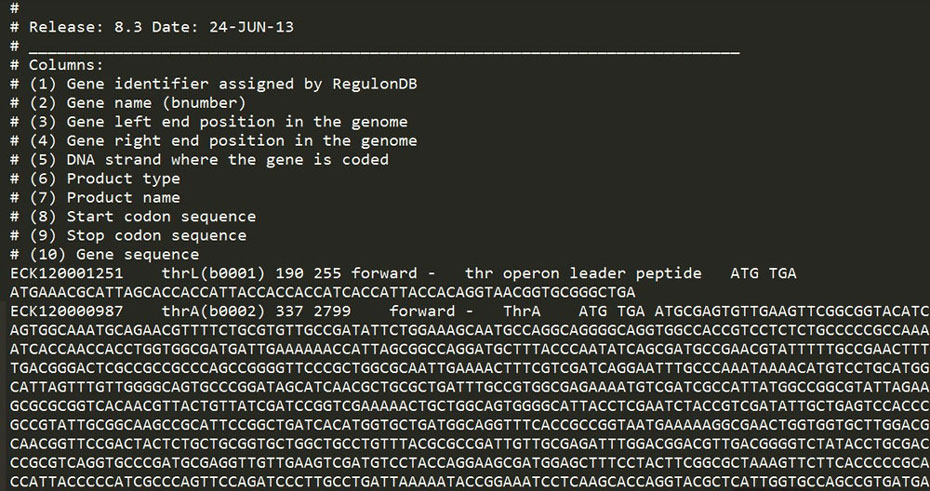 #
# Release: 8.3 Date: 24-JUN-13
# ___________________________________________________________________________
# Columns:
# (1) Gene identifier assigned by RegulonDB
# (2) Gene name (bnumber)
# (3) Gene left end position in the genome
# (4) Gene right end position in the genome
# (5) DNA strand where the gene is coded
# (6) Product type
# (7) Product name
# (8) Start codon sequence
# (9) Stop codon sequence
# (10) Gene sequence
ECK120001251    thrL(b0001) 190 255 forward -   thr operon leader peptide   ATG TGA
ATGAAACGCATTAGCACCACCATTACCACCACCATCACCATTACCACAGGTAACGGTGCGGGCTGA
ECK120000987    thrA(b0002) 337 2799    forward -   ThrA    ATG TGA ATGCGAGTGTTGAAGTTCGGCGGTACATC
AGTGGCAAATGCAGAACGTTTTCTGCGTGTTGCCGATATTCTGGAAAGCAATGCCAGGCAGGGGCAGGTGGCCACCGTCCTCTCTGCCCCCGCCAAA
ATCACCAACCACCTGGTGGCGATGATTGAAAAAACCATTAGCGGCCAGGATGCTTTACCCAATATCAGCGATGCCGAACGTATTTTTGCCGAACTTT
TGACGGGACTCGCCGCCGCCCAGCCGGGGTTCCCGCTGGCGCAATTGAAAACTTTCGTCGATCAGGAATTTGCCCAAATAAAACATGTCCTGCATGG
CATTAGTTTGTTGGGGCAGTGCCCGGATAGCATCAACGCTGCGCTGATTTGCCGTGGCGAGAAAATGTCGATCGCCATTATGGCCGGCGTATTAGAA
GCGCGCGGTCACAACGTTACTGTTATCGATCCGGTCGAAAAACTGCTGGCAGTGGGGCATTACCTCGAATCTACCGTCGATATTGCTGAGTCCACCC
GCCGTATTGCGGCAAGCCGCATTCCGGCTGATCACATGGTGCTGATGGCAGGTTTCACCGCCGGTAATGAAAAAGGCGAACTGGTGGTGCTTGGACG
CAACGGTTCCGACTACTCTGCTGCGGTGCTGGCTGCCTGTTTACGCGCCGATTGTTGCGAGATTTGGACGGACGTTGACGGGGTCTATACCTGCGAC
CCGCGTCAGGTGCCCGATGCGAGGTTGTTGAAGTCGATGTCCTACCAGGAAGCGATGGAGCTTTCCTACTTCGGCGCTAAAGTTCTTCACCCCCGCA
CCATTACCCCCATCGCCCAGTTCCAGATCCCTTGCCTGATTAAAAATACCGGAAATCCTCAAGCACCAGGTACGCTCATTGGTGCCAGCCGTGATGA